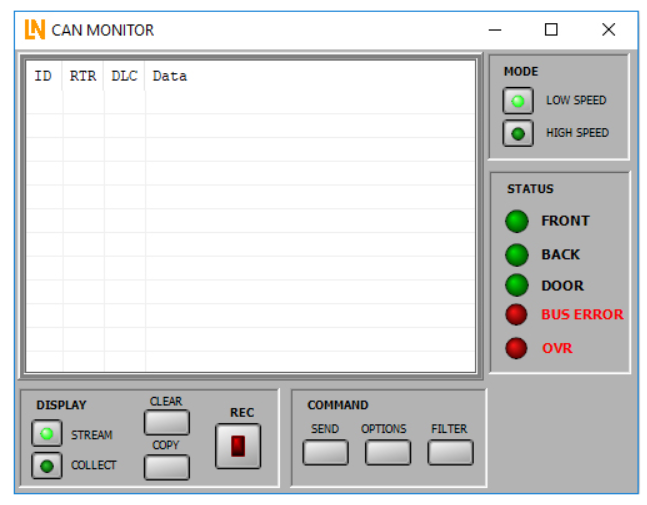 LN CAN MONITOR
ID RTR DLC Data
MODE
LOW SPEED
HIGH SPEED
STATUS
FRONT
BACK
DOOR
BUS ERROR
OVR
DISPLAY
STREAM
COLLECT
CLEAR
COPY
REC
COMMAND
SEND OPTIONS FILTER